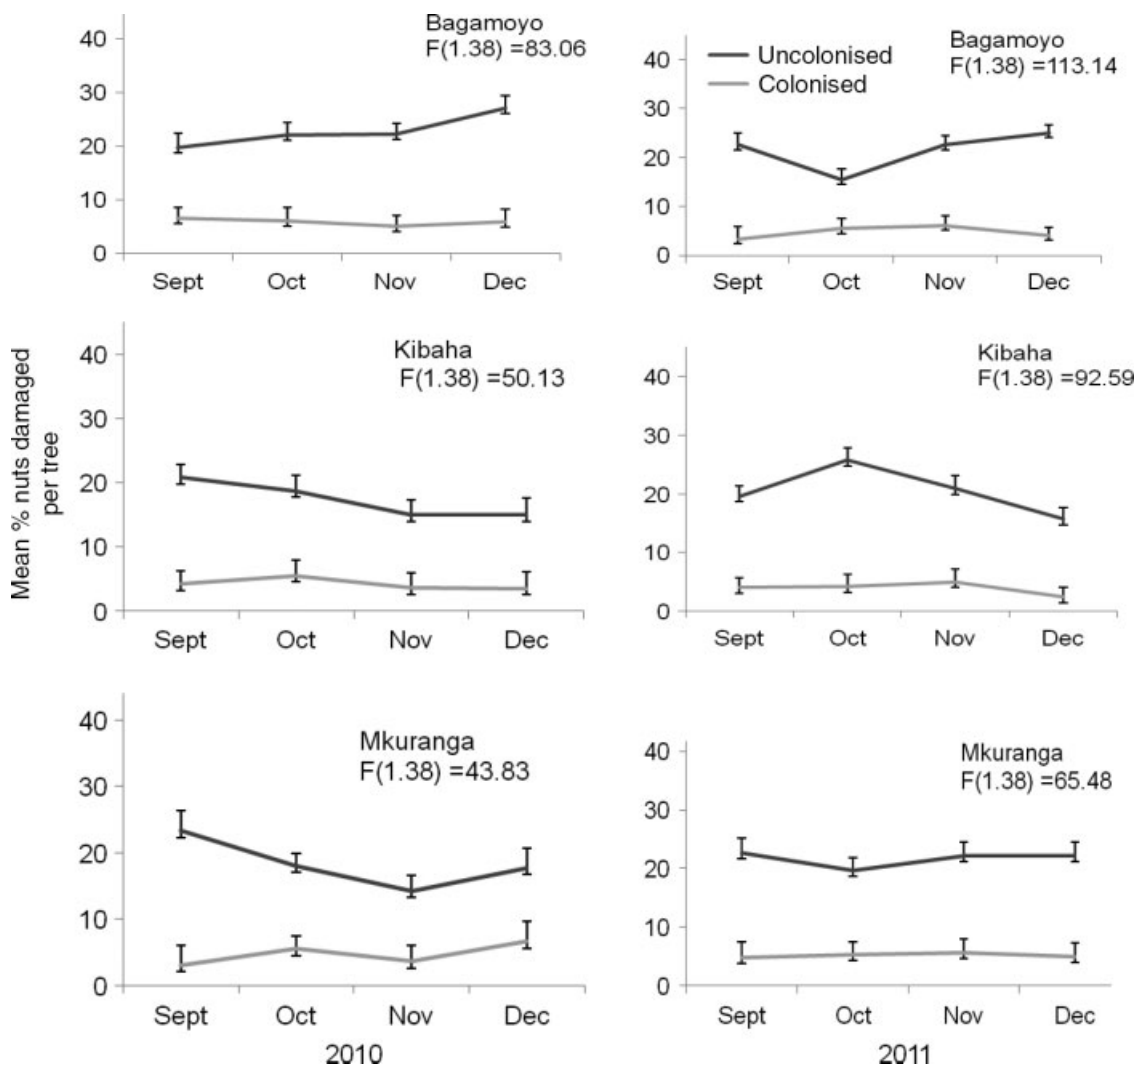 Bagamoyo
F(1.38) =83.06
40
30
20
10
0
Sept Oct Nov Dec
Uncolonised
Colonised
Bagamoyo
F(1.38) =113.14
40
30
20
10
0
Sept Oct Nov Dec
Mean % nuts damaged
per tree
Kibaha
F(1.38) =50.13
40
30
20
10
0
Sept Oct Nov Dec
Kibaha
F(1.38) =92.59
40
30
20
10
0
Sept Oct Nov Dec
Mkuranga
F(1.38) =43.83
40
30
20
10
0
Sept Oct Nov Dec
2010
Mkuranga
F(1.38) =65.48
40
30
20
10
0
Sept Oct Nov Dec
2011